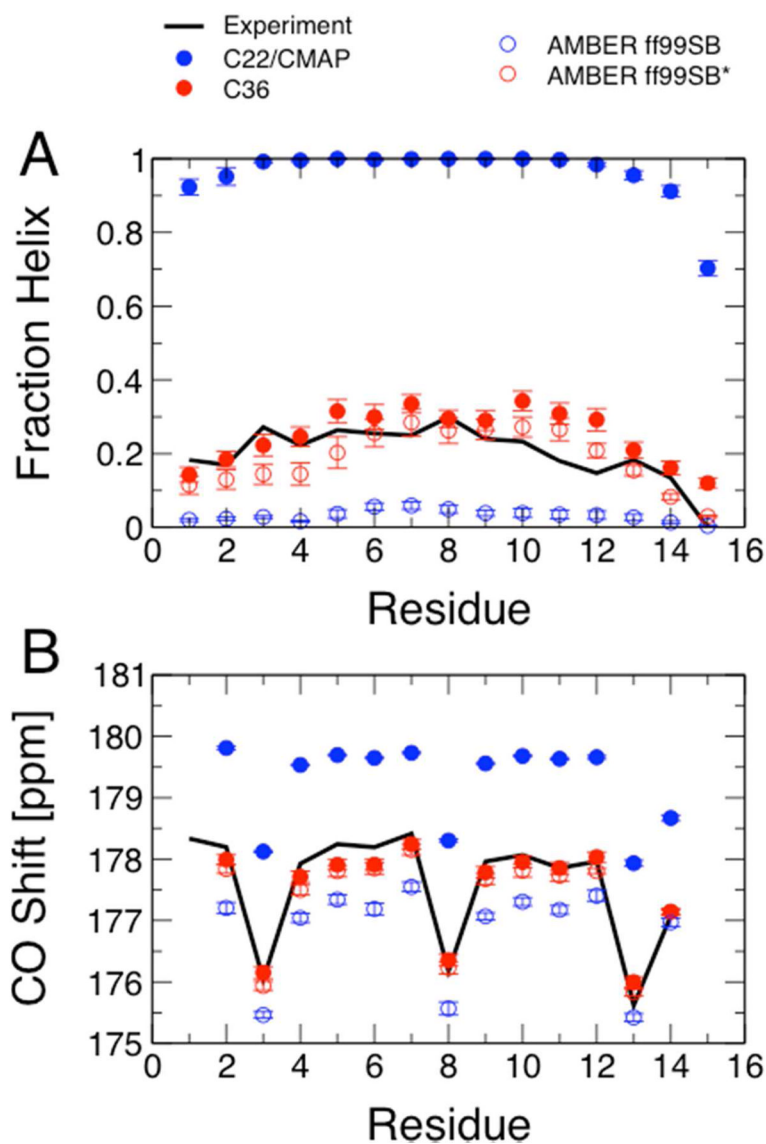 Experiment
C22/CMAP
C36
AMBER ff99SB
AMBER ff99SB*
A
1
0.8
0.6
0.4
0.2
0
Fraction Helix
0 2 4 6 8 10 12 14 16
Residue
B
181
180
179
178
177
176
175
CO Shift [ppm]
0 2 4 6 8 10 12 14 16
Residue